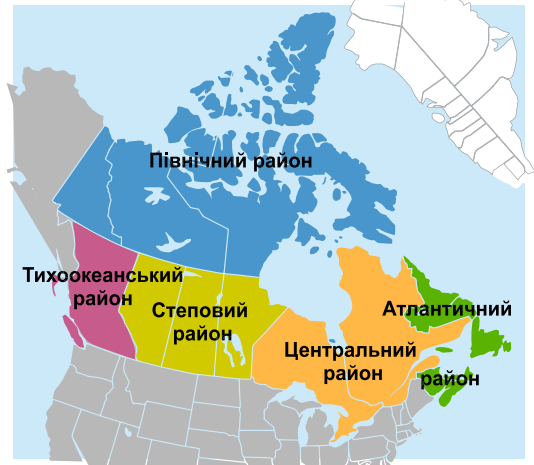 Північний район
Тихоокеанський
район
Степовий
район
Атлантичний
Центральний
район
район